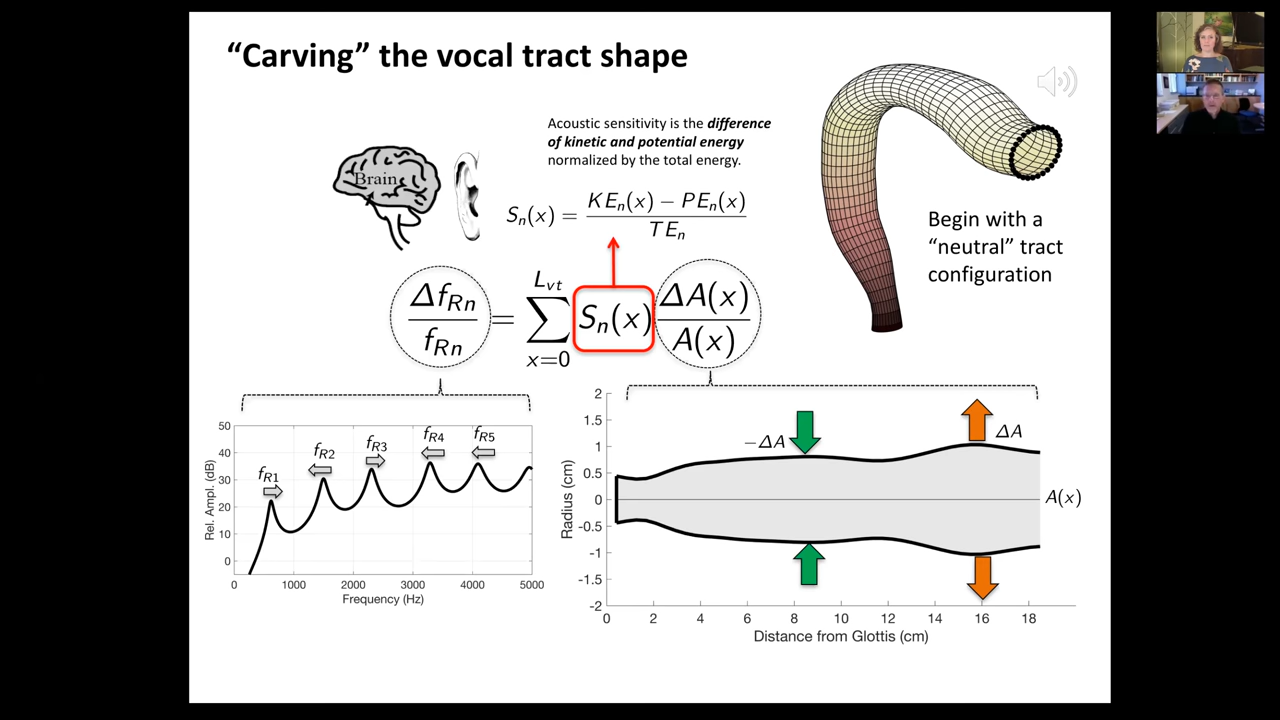 “Carving” the vocal tract shape
Acoustic sensitivity is the difference
of kinetic and potential energy
normalized by the total energy.
Brain
Sn(x) = KEn(x) − PEn(x) / TEn
Begin with a
“neutral” tract
configuration
ΔfRn / fRn = Lvt ∑ x=0 Sn(x) ΔA(x) / A(x)
Rel. Ampl. (dB)
50
40
30
20
10
0
fR1
fR2
fR3
fR4
fR5
0 1000 2000 3000 4000 5000
Frequency (Hz)
Radius (cm)
2
1.5
1
0.5
0
-0.5
-1
-1.5
-2
−ΔA
ΔA
A(x)
0 2 4 6 8 10 12 14 16 18
Distance from Glottis (cm)